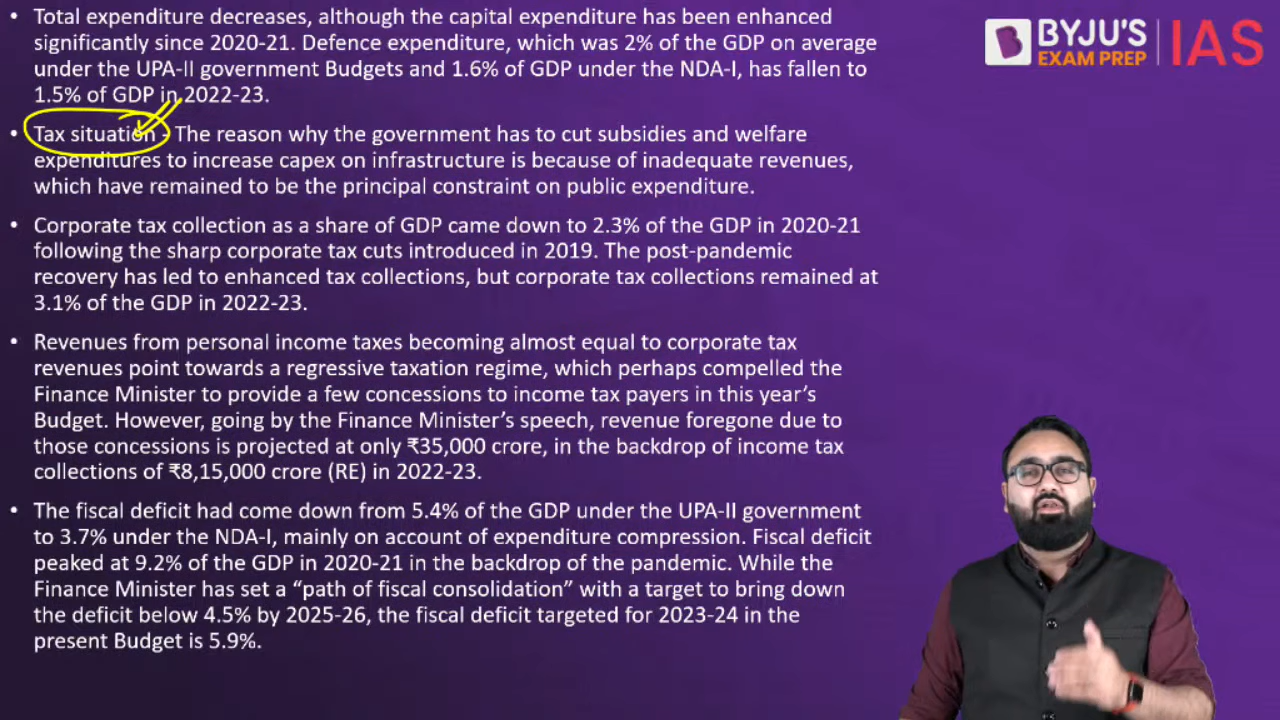 • Total expenditure decreases, although the capital expenditure has been enhanced
significantly since 2020-21. Defence expenditure, which was 2% of the GDP on average
under the UPA-II government Budgets and 1.6% of GDP under the NDA-I, has fallen to
1.5% of GDP in 2022-23.
• Tax situation - The reason why the government has to cut subsidies and welfare
expenditures to increase capex on infrastructure is because of inadequate revenues,
which have remained to be the principal constraint on public expenditure.
• Corporate tax collection as a share of GDP came down to 2.3% of the GDP in 2020-21
following the sharp corporate tax cuts introduced in 2019. The post-pandemic
recovery has led to enhanced tax collections, but corporate tax collections remained at
3.1% of the GDP in 2022-23.
• Revenues from personal income taxes becoming almost equal to corporate tax
revenues point towards a regressive taxation regime, which perhaps compelled the
Finance Minister to provide a few concessions to income tax payers in this year's
Budget. However, going by the Finance Minister's speech, revenue foregone due to
those concessions is projected at only ₹35,000 crore, in the backdrop of income tax
collections of ₹8,15,000 crore (RE) in 2022-23.
• The fiscal deficit had come down from 5.4% of the GDP under the UPA-II government
to 3.7% under the NDA-I, mainly on account of expenditure compression. Fiscal deficit
peaked at 9.2% of the GDP in 2020-21 in the backdrop of the pandemic. While the
Finance Minister has set a "path of fiscal consolidation" with a target to bring down
the deficit below 4.5% by 2025-26, the fiscal deficit targeted for 2023-24 in the
present Budget is 5.9%.
BYJU'S
EXAM PREP
IAS